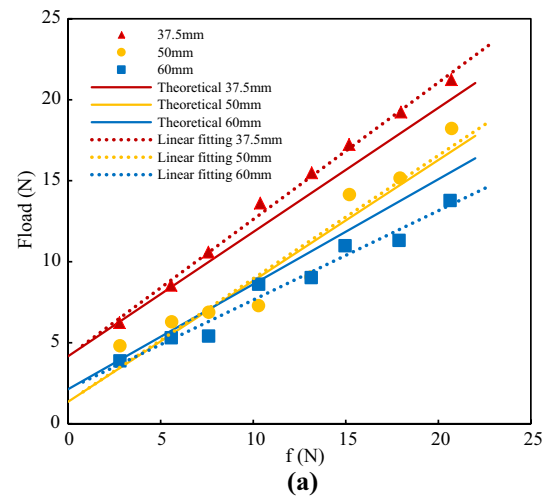 25
20
15
10
5
0
Fload (N)
37.5mm
50mm
60mm
Theoretical 37.5mm
Theoretical 50mm
Theoretical 60mm
Linear fitting 37.5mm
Linear fitting 50mm
Linear fitting 60mm
0 5 10 15 20 25
f (N)
(a)